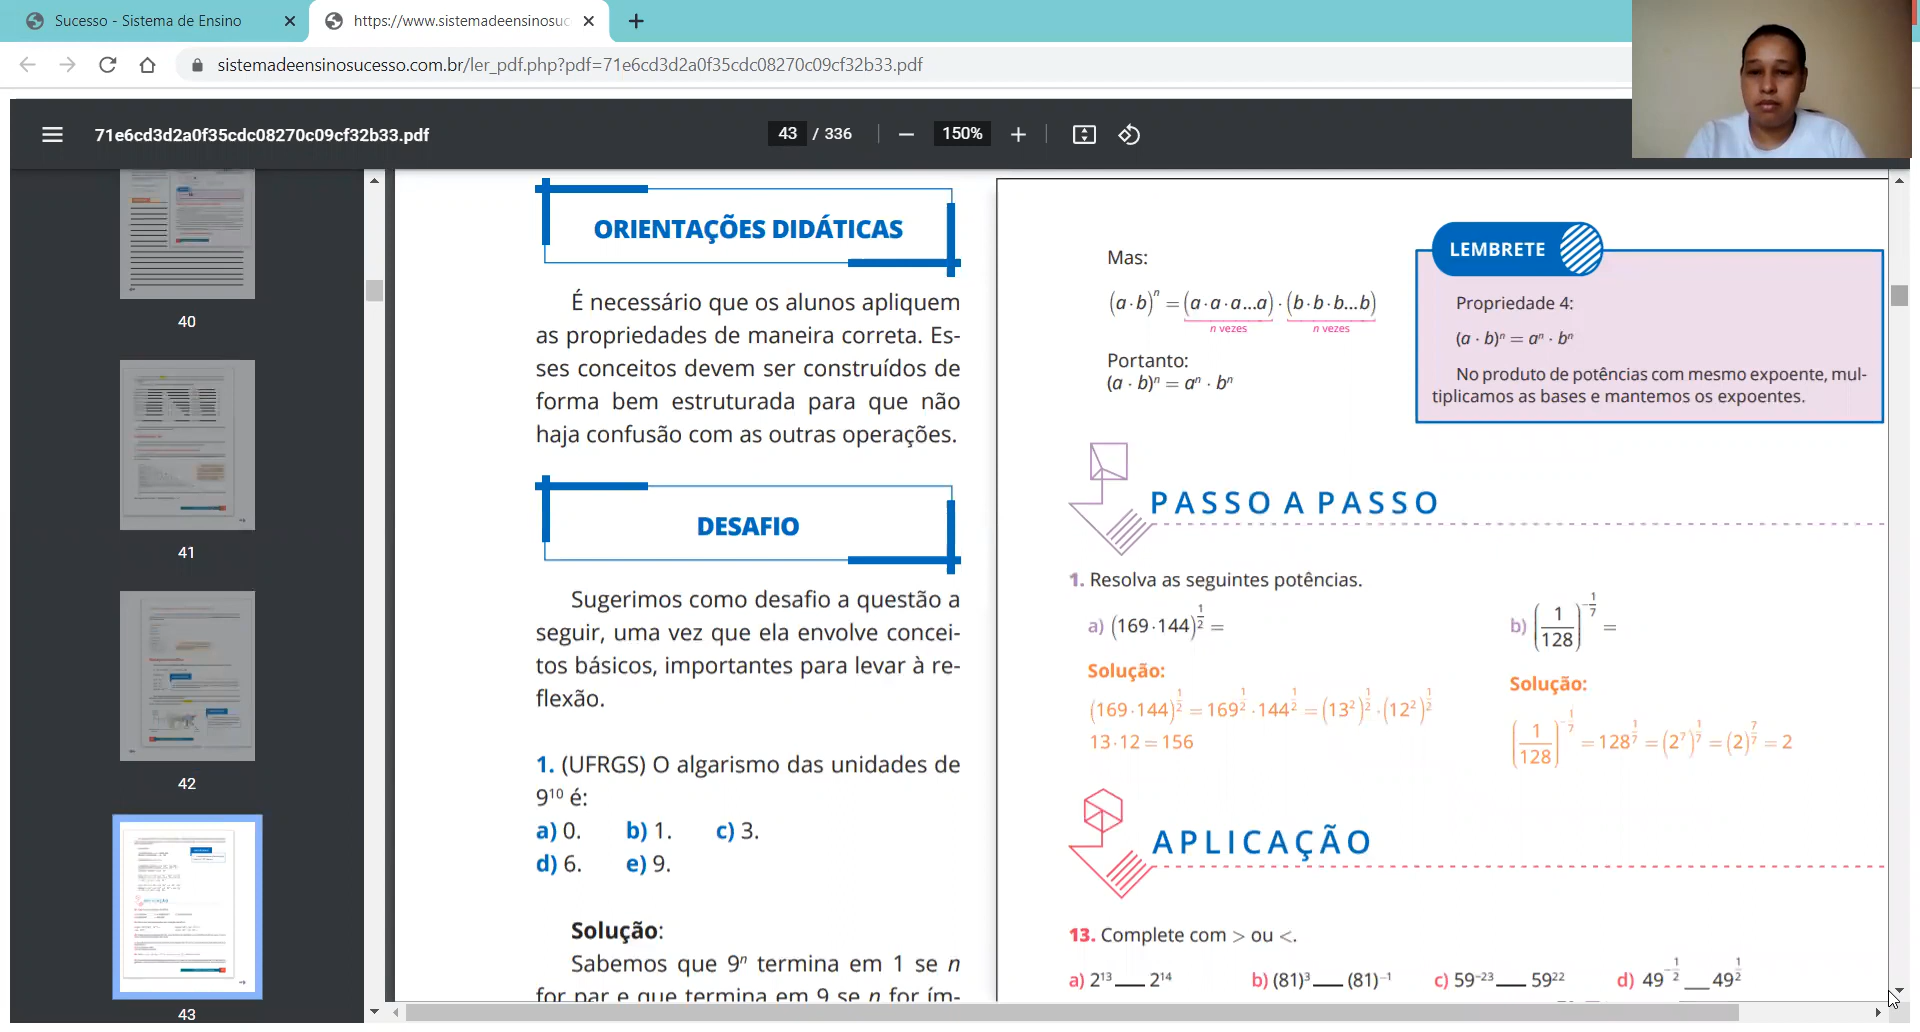 Sucesso - Sistema de Ensino
https://www.sistemadeensinosuc
sistemadeensinosucesso.com.br/ler_pdf.php?pdf=71e6cd3d2a0f35cdc08270c09cf32b33.pdf
71e6cd3d2a0f35cdc08270c09cf32b33.pdf
43 / 336
150%
40
41
42
43
ORIENTAÇÕES DIDÁTICAS
É necessário que os alunos apliquem
as propriedades de maneira correta. Es-
ses conceitos devem ser construídos de
forma bem estruturada para que não
haja confusão com as outras operações.
DESAFIO
Sugerimos como desafio a questão a
seguir, uma vez que ela envolve concei-
tos básicos, importantes para levar à re-
flexão.
1. (UFRGS) O algarismo das unidades de
9¹⁰ é:
a) 0. b) 1. c) 3.
d) 6. e) 9.
Solução:
Sabemos que 9ⁿ termina em 1 se n
for par e que termina em 9 se n for ím-
Mas:
(a·b)ⁿ = (a·a·a...a)·(b·b·b...b)
n vezes n vezes
Portanto:
(a · b)ⁿ = aⁿ · bⁿ
LEMBRETE
Propriedade 4:
(a · b)ⁿ = aⁿ · bⁿ
No produto de potências com mesmo expoente, mul-
tiplicamos as bases e mantemos os expoentes.
PASSO A PASSO
1. Resolva as seguintes potências.
a) (169·144)^(1/2) =
Solução:
(169·144)^(1/2) = 169^(1/2)·144^(1/2) = (13²)^(1/2)·(12²)^(1/2)
13·12 = 156
b) (1/128)^(-1/7) =
Solução:
(1/128)^(-1/7) = 128^(1/7) = (2⁷)^(1/7) = (2)^(7/7) = 2
APLICAÇÃO
13. Complete com > ou <.
a) 2¹³ ___ 2¹⁴ b) (81)³ ___ (81)⁻¹ c) 59⁻²³ ___ 59²² d) 49^(-1/2) ___ 49^(1/2)